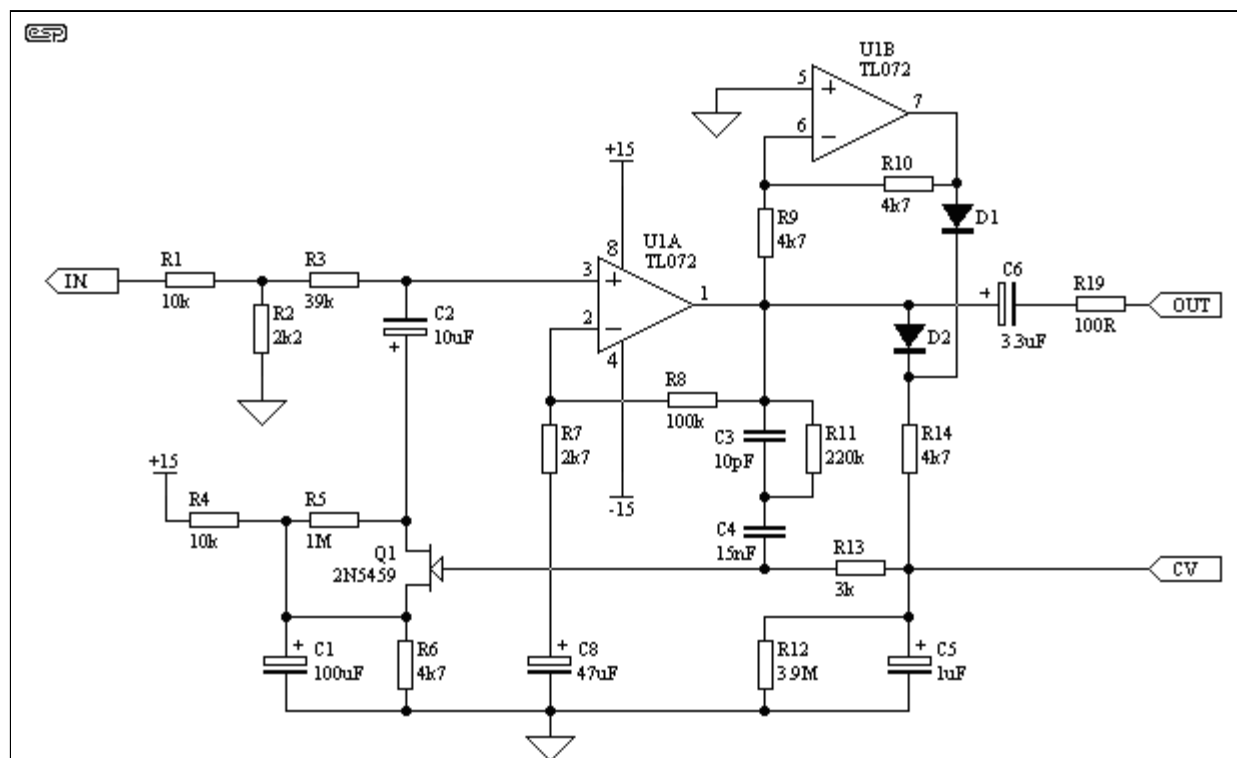 esp
U1B
TL072
5
7
6
+15
R10
4k7
R9
4k7
D1
U1A
TL072
8
IN
R1
10k
R3
39k
3
1
C6
+
R19
OUT
3.3uF
100R
R2
2k2
C2
10uF
+
2
4
D2
R8
100k
R7
2k7
C3
10pF
R11
220k
R14
4k7
+15
-15
R4
10k
R5
1M
C4
15nF
Q1
2N5459
R13
3k
CV
+
C1
100uF
R6
4k7
+
C8
47uF
R12
3.9M
+
C5
1uF